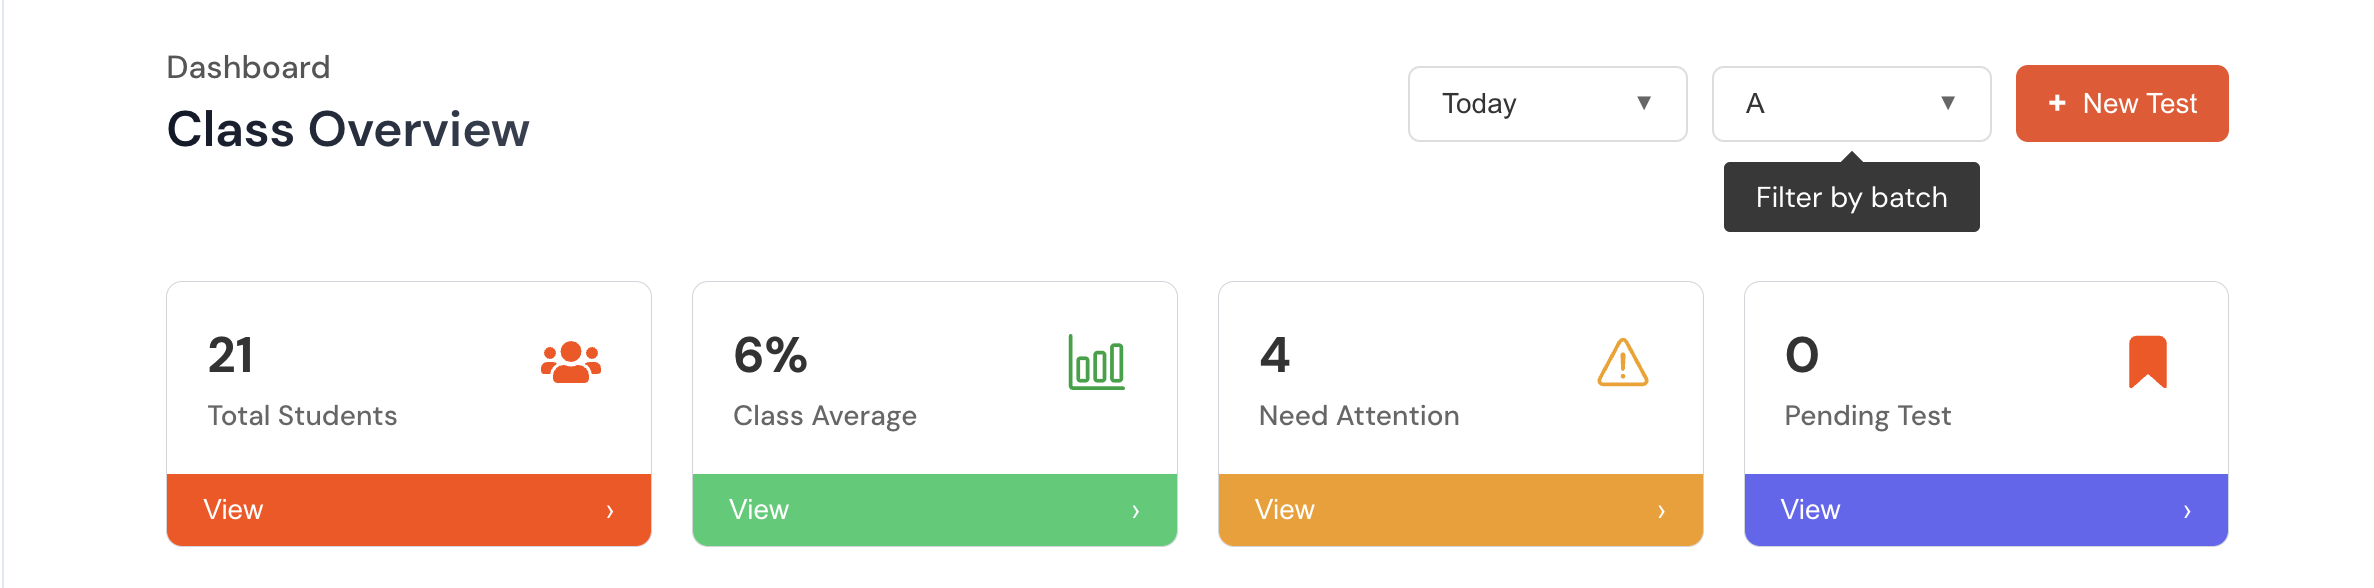 Dashboard
Class Overview
Today
A
+ New Test
Filter by batch
21
Total Students
View
6%
Class Average
View
4
Need Attention
View
0
Pending Test
View